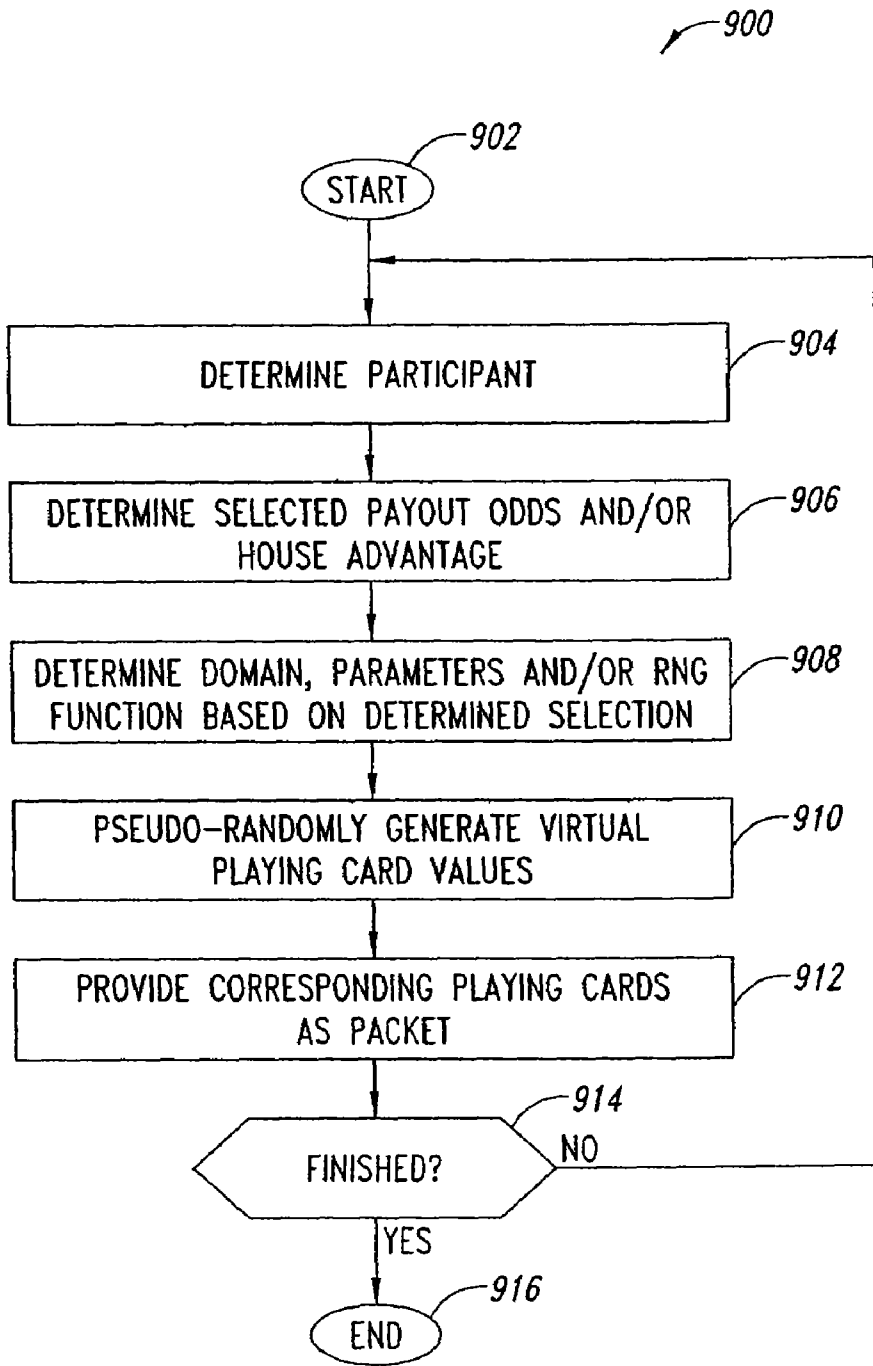 900
902
START
904
DETERMINE PARTICIPANT
906
DETERMINE SELECTED PAYOUT ODDS AND/OR
HOUSE ADVANTAGE
908
DETERMINE DOMAIN, PARAMETERS AND/OR RNG
FUNCTION BASED ON DETERMINED SELECTION
910
PSEUDO-RANDOMLY GENERATE VIRTUAL
PLAYING CARD VALUES
912
PROVIDE CORRESPONDING PLAYING CARDS
AS PACKET
914
FINISHED?
NO
YES
916
END